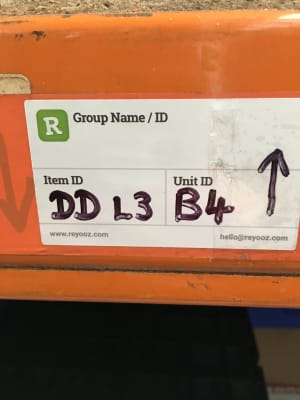 R Group Name / ID
Item ID Unit ID
DD L3 B4
www.reyooz.com hello@reyooz.com